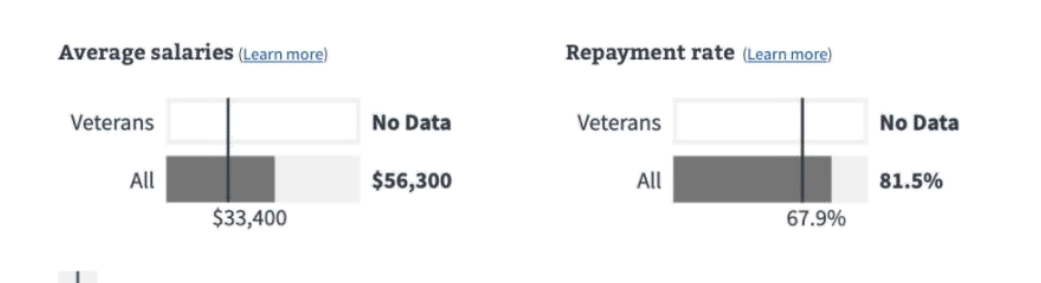 Average salaries (Learn more)
Veterans No Data
All $56,300
$33,400
Repayment rate (Learn more)
Veterans No Data
All 81.5%
67.9%